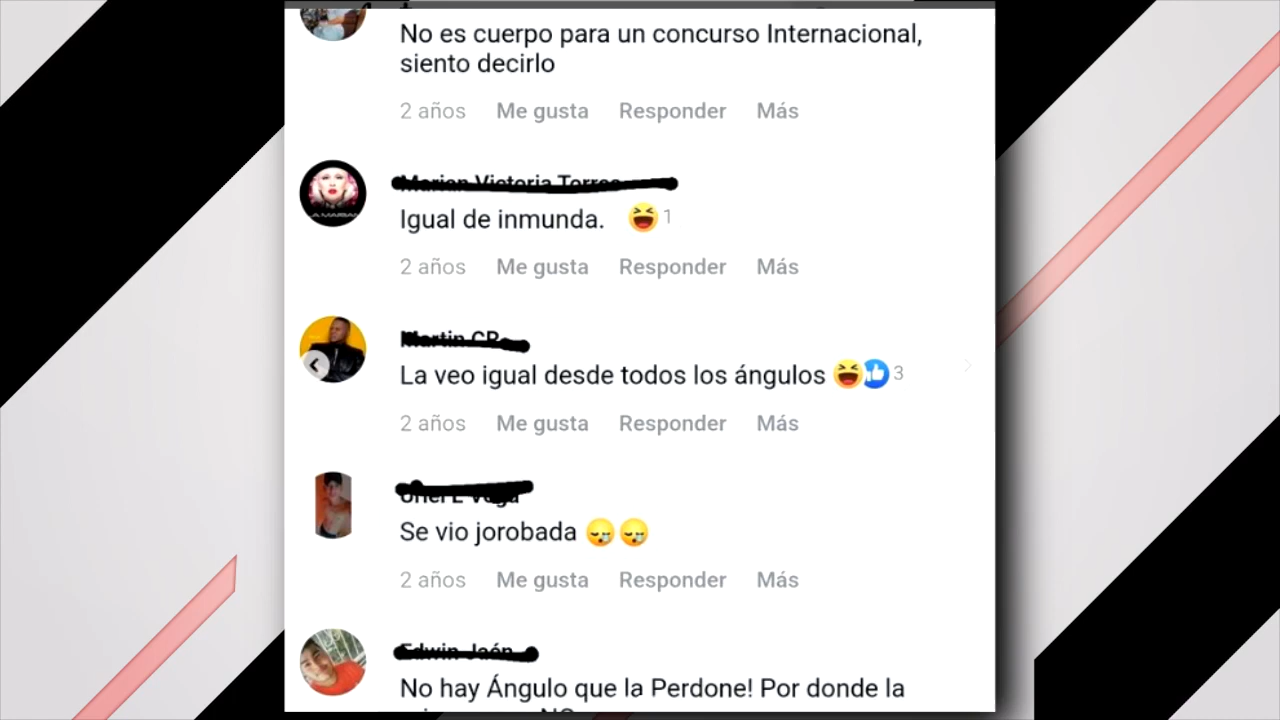 No es cuerpo para un concurso Internacional,
siento decirlo
2 años Me gusta Responder Más
Igual de inmunda. 1
2 años Me gusta Responder Más
La veo igual desde todos los ángulos 3
2 años Me gusta Responder Más
Se vio jorobada
2 años Me gusta Responder Más
No hay Ángulo que la Perdone! Por donde la